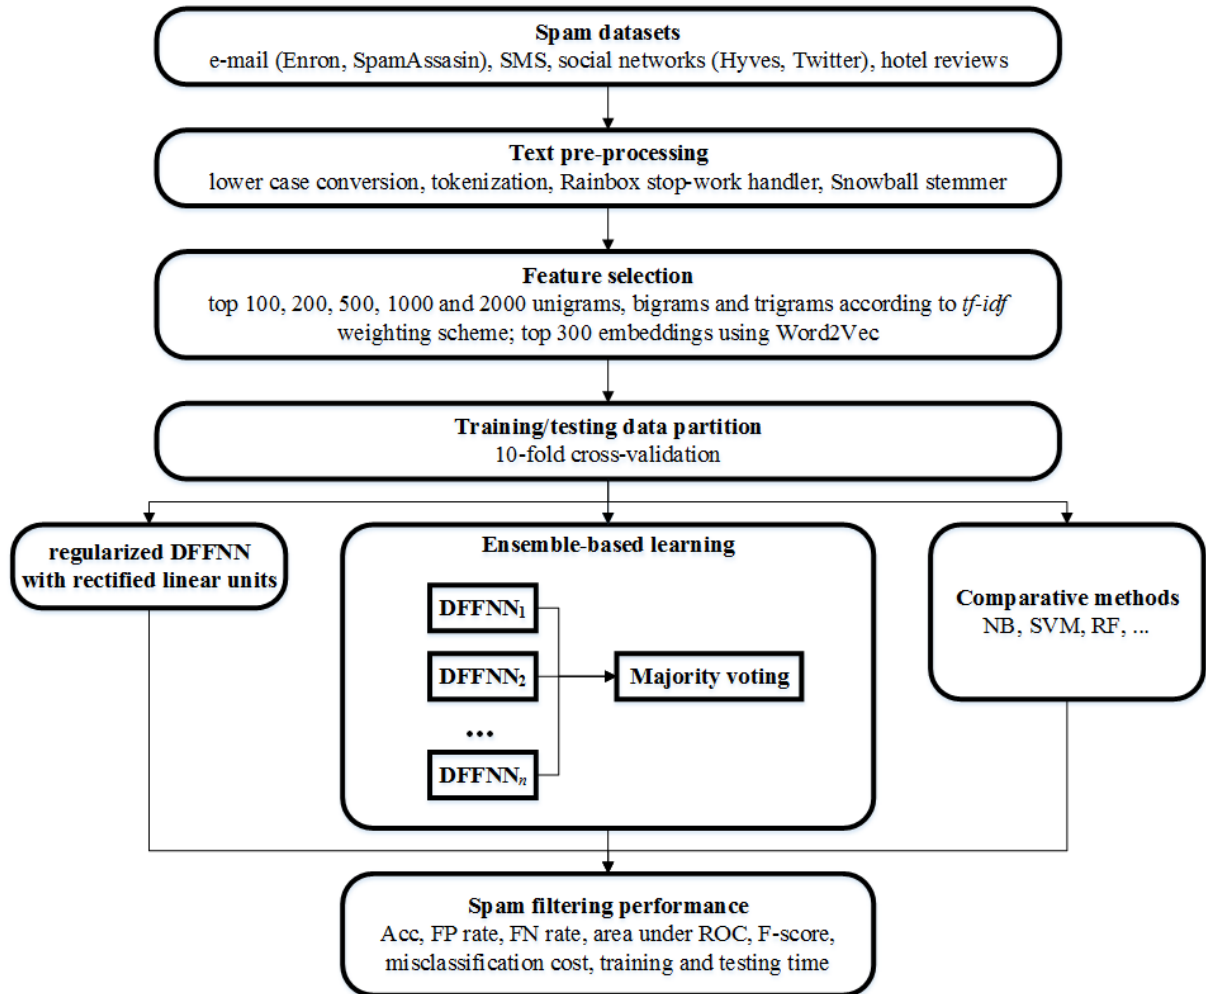 Spam datasets
e-mail (Enron, SpamAssasin), SMS, social networks (Hyves, Twitter), hotel reviews
Text pre-processing
lower case conversion, tokenization, Rainbox stop-work handler, Snowball stemmer
Feature selection
top 100, 200, 500, 1000 and 2000 unigrams, bigrams and trigrams according to tf-idf
weighting scheme; top 300 embeddings using Word2Vec
Training/testing data partition
10-fold cross-validation
regularized DFFNN
with rectified linear units
Ensemble-based learning
DFFNN1
DFFNN2
...
DFFNNn
Majority voting
Comparative methods
NB, SVM, RF, ...
Spam filtering performance
Acc, FP rate, FN rate, area under ROC, F-score,
misclassification cost, training and testing time